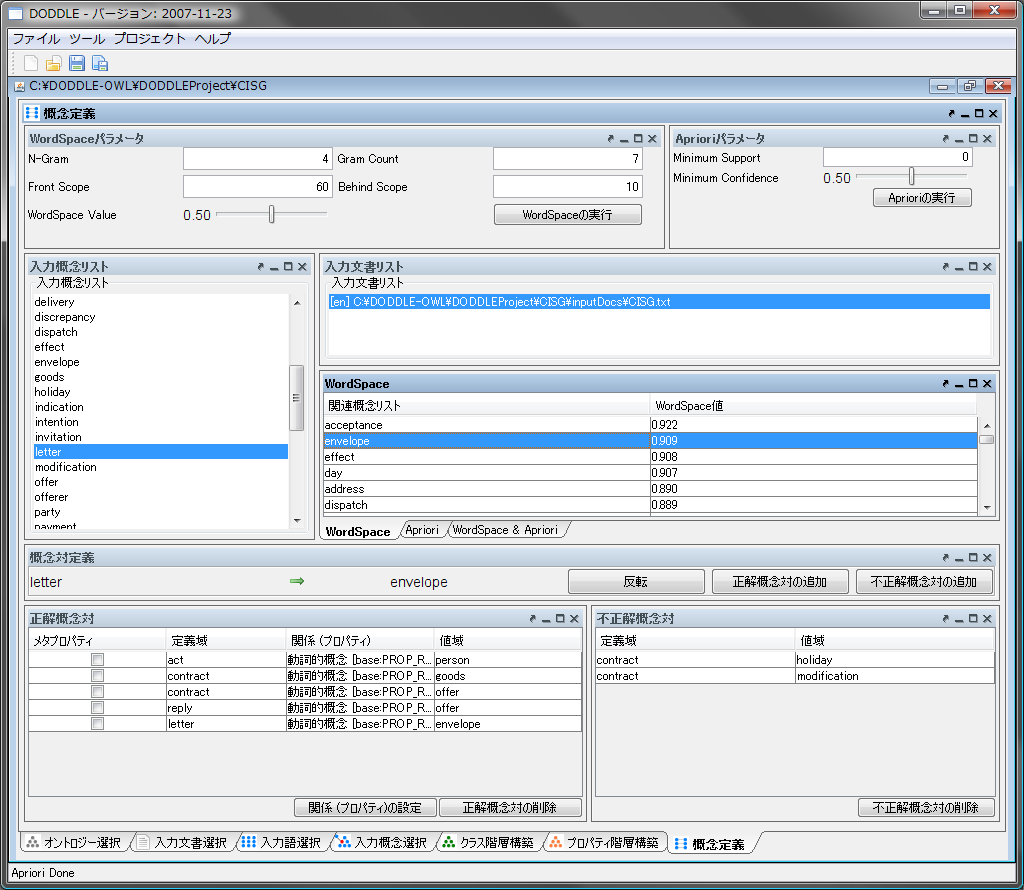 DODDLE - バージョン: 2007-11-23
ファイル ツール プロジェクト ヘルプ
C:¥DODDLE-OWL¥DODDLEProject¥CISG
概念定義
WordSpaceパラメータ
N-Gram 4 Gram Count 7
Front Scope 60 Behind Scope 10
WordSpace Value 0.50 WordSpaceの実行
Aprioriパラメータ
Minimum Support 0
Minimum Confidence 0.50
Aprioriの実行
入力概念リスト
入力概念リスト
delivery
discrepancy
dispatch
effect
envelope
goods
holiday
indication
intention
invitation
letter
modification
offer
offerer
party
payment
入力文書リスト
入力文書リスト
[en] C:¥DODDLE-OWL¥DODDLEProject¥CISG¥inputDocs¥CISG.txt
WordSpace
関連概念リスト WordSpace値
acceptance 0.922
envelope 0.909
effect 0.908
day 0.907
address 0.890
dispatch 0.889
WordSpace Apriori WordSpace & Apriori
概念対定義
letter envelope 反転 正解概念対の追加 不正解概念対の追加
正解概念対
メタプロパティ 定義域 関係 (プロパティ) 値域
act 動詞的概念 [base:PROP_R... person
contract 動詞的概念 [base:PROP_R... goods
contract 動詞的概念 [base:PROP_R... offer
reply 動詞的概念 [base:PROP_R... offer
letter 動詞的概念 [base:PROP_R... envelope
関係 (プロパティ)の設定 正解概念対の削除
不正解概念対
定義域 値域
contract holiday
contract modification
不正解概念対の削除
オントロジー選択 入力文書選択 入力語選択 入力概念選択 クラス階層構築 プロパティ階層構築 概念定義
Apriori Done